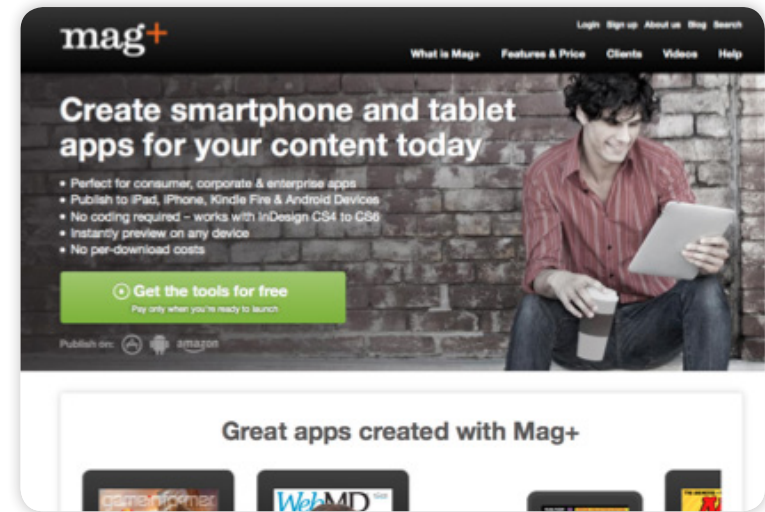 mag+
Login Sign up About us Blog Search
What is Mag+ Features & Price Clients Videos Help
Create smartphone and tablet
apps for your content today
• Perfect for consumer, corporate & enterprise apps
• Publish to iPad, iPhone, Kindle Fire & Android Devices
• No coding required – works with InDesign CS4 to CS6
• Instantly preview on any device
• No per-download costs
Get the tools for free
Pay only when you're ready to launch
Publish on: amazon
Great apps created with Mag+
gameinformer
WebMD